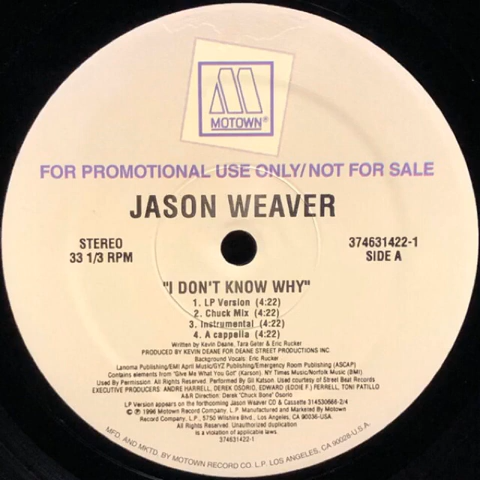 MOTOWN®
FOR PROMOTIONAL USE ONLY/NOT FOR SALE
JASON WEAVER
STEREO
33 1/3 RPM
374631422-1
SIDE A
"I DON'T KNOW WHY"
1. LP Version (4:22)
2. Chuck Mix (4:22)
3. Instrumental (4:22)
4. A cappella (4:22)
Written by Kevin Deane, Tara Geter & Eric Rucker
PRODUCED BY KEVIN DEANE FOR DEANE STREET PRODUCTIONS INC.
Background Vocals: Eric Rucker
Lanoma Publishing/EMI April Music/GYZ Publishing/Emergency Room Publishing (ASCAP)
Contains elements from "Give Me What You Got" (Karson). NY Times Music/Norfolk Music (BMI)
Used By Permission. All Rights Reserved. Performed by Gil Katson. Used courtesy of Street Beat Records
EXECUTIVE PRODUCERS: ANDRE HARRELL, DEREK OSORIO, EDWARD (EDDIE F.) FERRELL, TONI PATILLO
A&R Direction: Derek "Chuck Bone" Osorio
LP Version appears on the forthcoming Jason Weaver CD & Cassette 314530666-2/4
© ℗ 1996 Motown Record Company, L.P. Manufactured and Marketed By Motown
Record Company, L.P., 5750 Wilshire Blvd., Los Angeles, CA 90036-USA.
All Rights Reserved. Unauthorized duplication
is a violation of applicable laws.
374631422-1
MFD. AND MKTD. BY MOTOWN RECORD CO. L.P. LOS ANGELES, CA 90028-U.S.A.